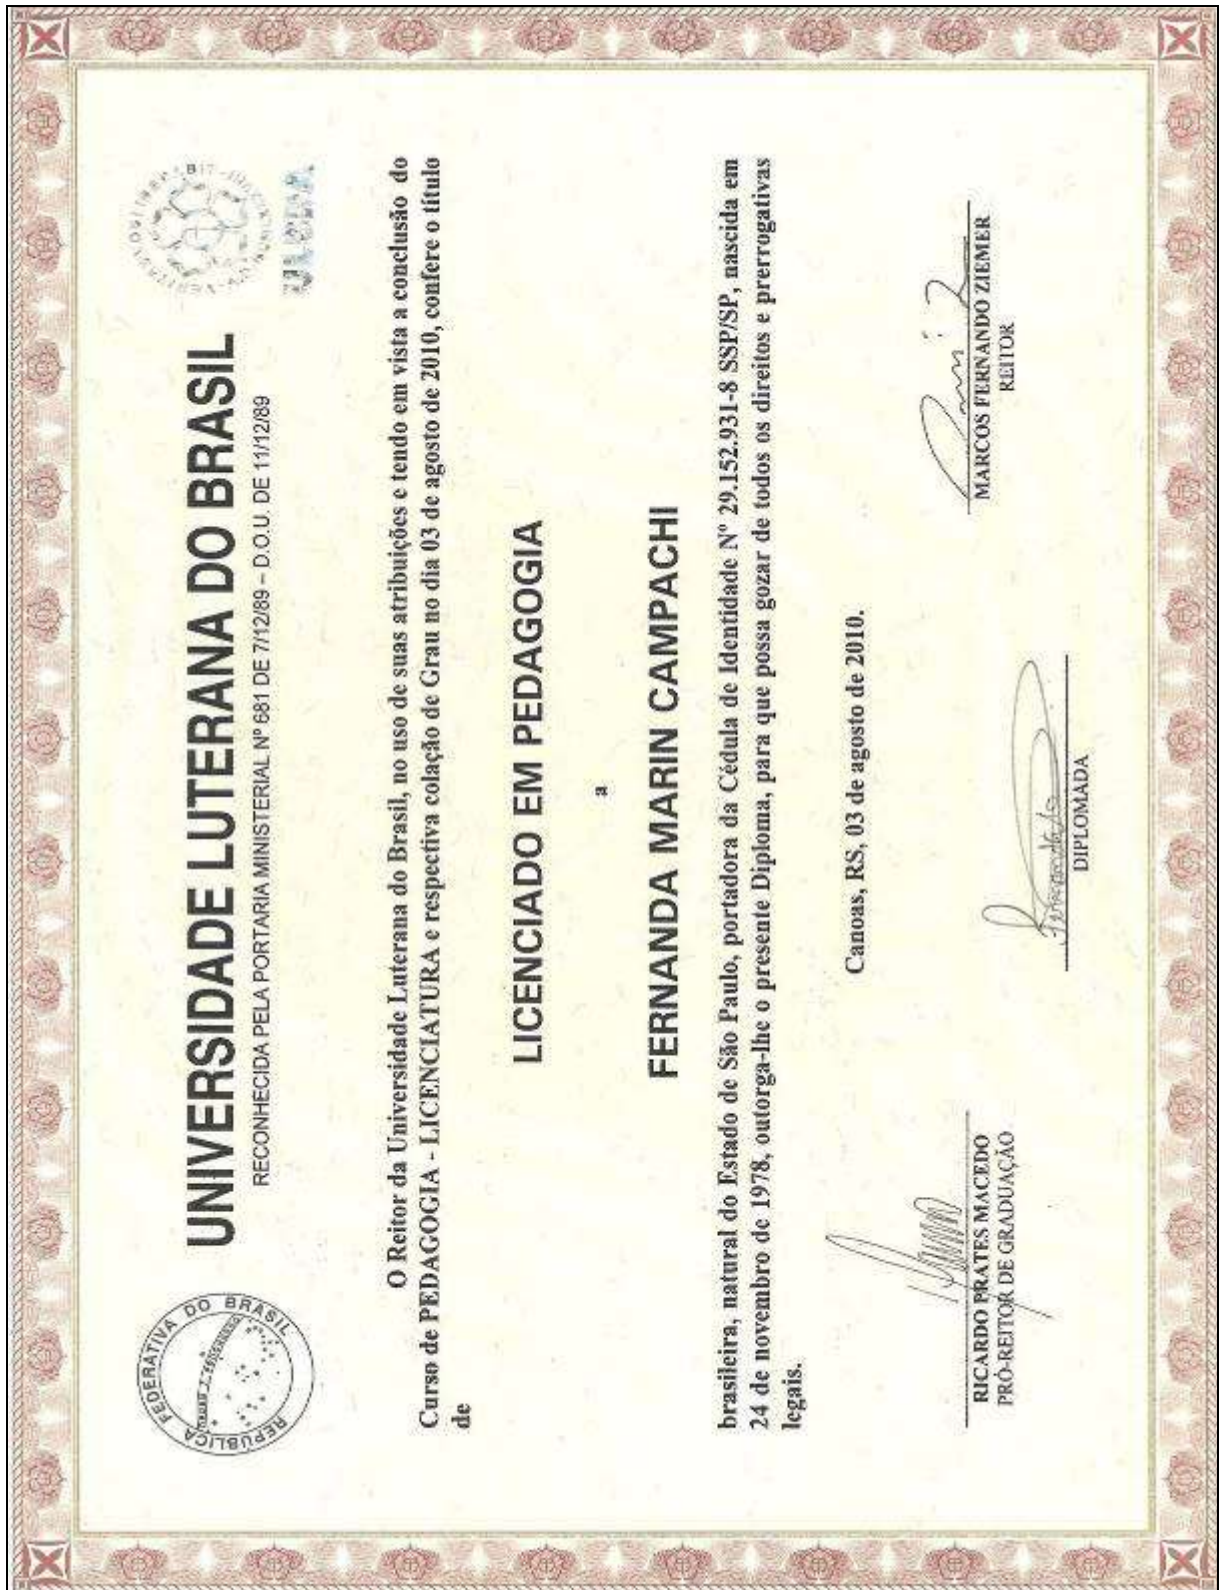 REPÚBLICA FEDERATIVA DO BRASIL
ORDEM E PROGRESSO
UNIVERSIDADE LUTERANA DO BRASIL
RECONHECIDA PELA PORTARIA MINISTERIAL Nº 681 DE 7/12/89 – D.O.U. DE 11/12/89
ULBRA
O Reitor da Universidade Luterana do Brasil, no uso de suas atribuições e tendo em vista a conclusão do
Curso de PEDAGOGIA - LICENCIATURA e respectiva colação de Grau no dia 03 de agosto de 2010, confere o título
de
LICENCIADO EM PEDAGOGIA
a
FERNANDA MARIN CAMPACHI
brasileira, natural do Estado de São Paulo, portadora da Cédula de Identidade Nº 29.152.931-8 SSP/SP, nascida em
24 de novembro de 1978, outorga-lhe o presente Diploma, para que possa gozar de todos os direitos e prerrogativas
legais.
Canoas, RS, 03 de agosto de 2010.
RICARDO PRATES MACEDO
PRÓ-REITOR DE GRADUAÇÃO
DIPLOMADA
MARCOS FERNANDO ZIEMER
REITOR